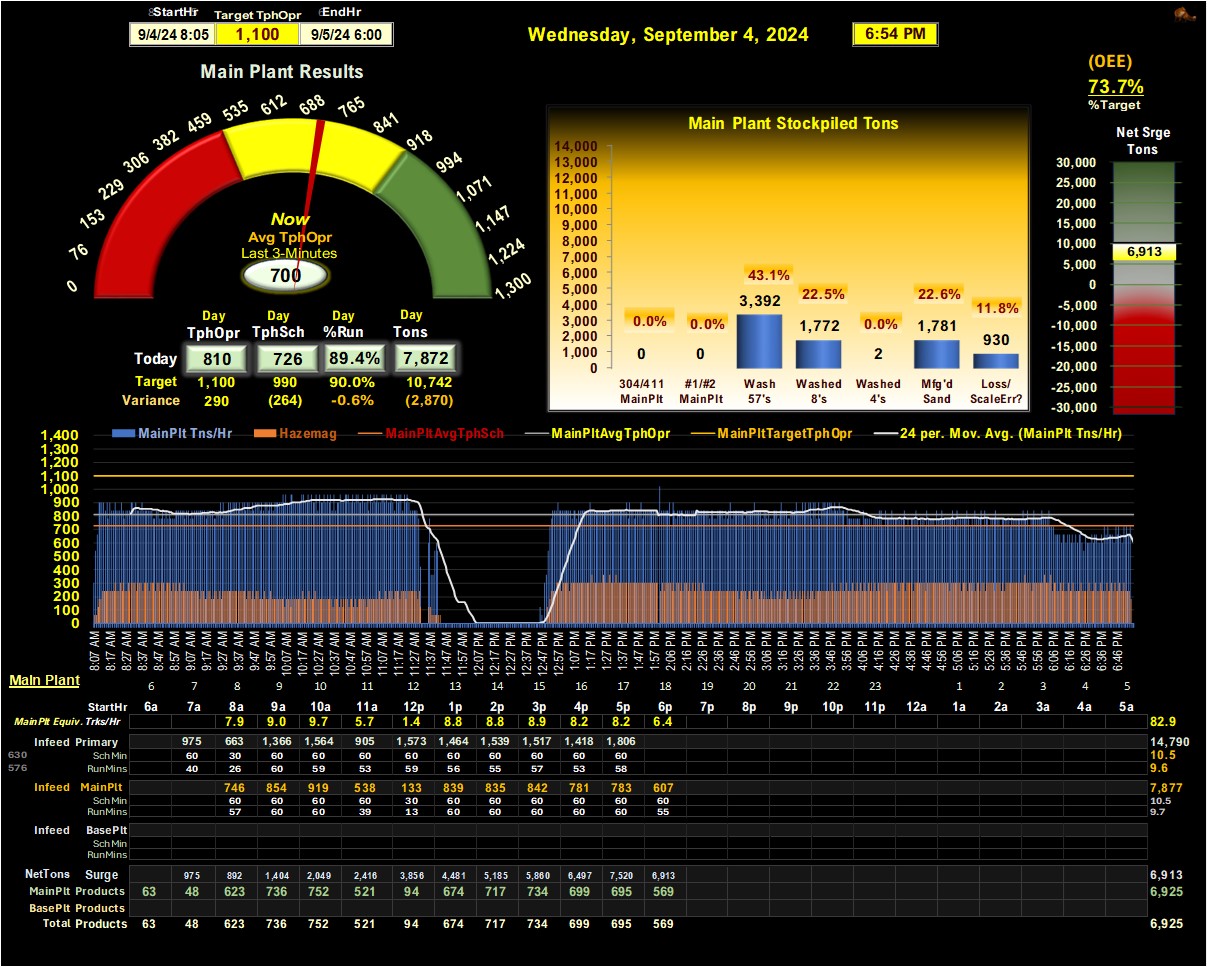 StartHr Target TphOpr EndHr
9/4/24 8:05 1,100 9/5/24 6:00
Wednesday, September 4, 2024 6:54 PM
(OEE)
73.7%
%Target
Main Plant Results
0 76 153 229 306 382 459 535 612 688 765 841 918 994 1,071 1,147 1,224 1,300
Now
Avg TphOpr
Last 3-Minutes
700
Day Day Day Day
TphOpr TphSch %Run Tons
Today 810 726 89.4% 7,872
Target 1,100 990 90.0% 10,742
Variance 290 (264) -0.6% (2,870)
Main Plant Stockpiled Tons
14,000
13,000
12,000
11,000
10,000
9,000
8,000
7,000
6,000
5,000
4,000
3,000
2,000
1,000
0
0.0% 0.0% 43.1% 22.5% 0.0% 22.6% 11.8%
0 0 3,392 1,772 2 1,781 930
304/411 #1/#2 Wash Washed Washed Mfg'd Loss/
MainPlt MainPlt 57's 8's 4's Sand ScaleErr?
Net Srge
Tons
30,000
25,000
20,000
15,000
10,000
5,000
0
-5,000
-10,000
-15,000
-20,000
-25,000
-30,000
6,913
MainPlt Tns/Hr Hazemag MainPltAvgTphSch MainPltAvgTphOpr MainPltTargetTphOpr 24 per. Mov. Avg. (MainPlt Tns/Hr)
1,400
1,300
1,200
1,100
1,000
900
800
700
600
500
400
300
200
100
0
8:07 AM 8:17 AM 8:27 AM 8:37 AM 8:47 AM 8:57 AM 9:07 AM 9:17 AM 9:27 AM 9:37 AM 9:47 AM 9:57 AM 10:07 AM 10:17 AM 10:27 AM 10:37 AM 10:47 AM 10:57 AM 11:07 AM 11:17 AM 11:27 AM 11:37 AM 11:47 AM 11:57 AM 12:07 PM 12:17 PM 12:27 PM 12:37 PM 12:47 PM 12:57 PM 1:07 PM 1:17 PM 1:27 PM 1:37 PM 1:47 PM 1:57 PM 2:07 PM 2:16 PM 2:26 PM 2:36 PM 2:46 PM 2:56 PM 3:06 PM 3:16 PM 3:26 PM 3:36 PM 3:46 PM 3:56 PM 4:06 PM 4:16 PM 4:26 PM 4:36 PM 4:46 PM 4:56 PM 5:06 PM 5:16 PM 5:26 PM 5:36 PM 5:46 PM 5:56 PM 6:06 PM 6:16 PM 6:26 PM 6:36 PM 6:46 PM
Main Plant 6 7 8 9 10 11 12 13 14 15 16 17 18 19 20 21 22 23 1 2 3 4 5
StartHr 6a 7a 8a 9a 10a 11a 12p 1p 2p 3p 4p 5p 6p 7p 8p 9p 10p 11p 12a 1a 2a 3a 4a 5a
MainPlt Equiv. Trks/Hr 7.9 9.0 9.7 5.7 1.4 8.8 8.8 8.9 8.2 8.2 6.4 82.9
Infeed Primary 975 663 1,366 1,564 905 1,573 1,464 1,539 1,517 1,418 1,806 14,790
630 Sch Min 60 30 60 60 60 60 60 60 60 60 60 10.5
576 RunMins 40 26 60 59 53 59 56 55 57 53 58 9.6
Infeed MainPlt 746 854 919 538 133 839 835 842 781 783 607 7,877
Sch Min 60 60 60 60 30 60 60 60 60 60 60 10.5
RunMins 57 60 60 39 13 60 60 60 60 60 55 9.7
Infeed BasePlt
Sch Min
RunMins
NetTons Surge 975 892 1,404 2,049 2,416 3,856 4,481 5,185 5,860 6,497 7,520 6,913 6,913
MainPlt Products 63 48 623 736 752 521 94 674 717 734 699 695 569 6,925
BasePlt Products
Total Products 63 48 623 736 752 521 94 674 717 734 699 695 569 6,925